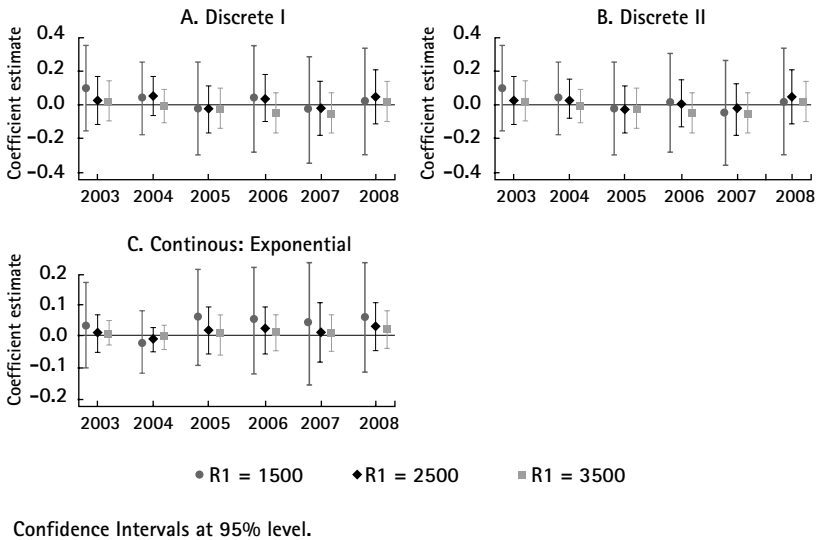 A. Discrete I
Coefficient estimate
0.4
0.2
0.0
−0.2
−0.4
2003 2004 2005 2006 2007 2008
B. Discrete II
Coefficient estimate
0.4
0.2
0.0
−0.2
−0.4
2003 2004 2005 2006 2007 2008
C. Continous: Exponential
Coefficient estimate
0.2
0.1
0.0
−0.1
−0.2
2003 2004 2005 2006 2007 2008
R1 = 1500 R1 = 2500 R1 = 3500
Confidence Intervals at 95% level.